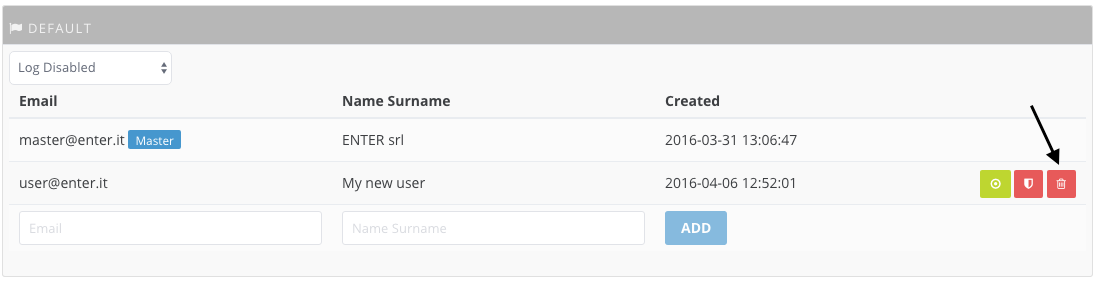 DEFAULT
Log Disabled
Email Name Surname Created
master@enter.it Master ENTER srl 2016-03-31 13:06:47
user@enter.it My new user 2016-04-06 12:52:01
Email Name Surname ADD